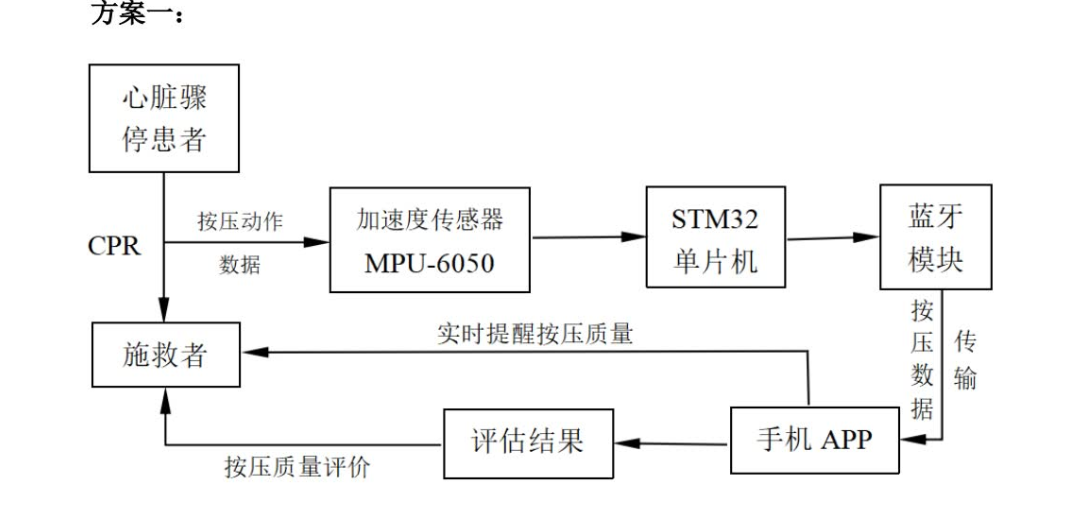 方案一：
心脏骤
停患者
CPR
按压动作
数据
加速度传感器
MPU-6050
STM32
单片机
蓝牙
模块
按压数据
传输
施救者
实时提醒按压质量
手机 APP
评估结果
按压质量评价